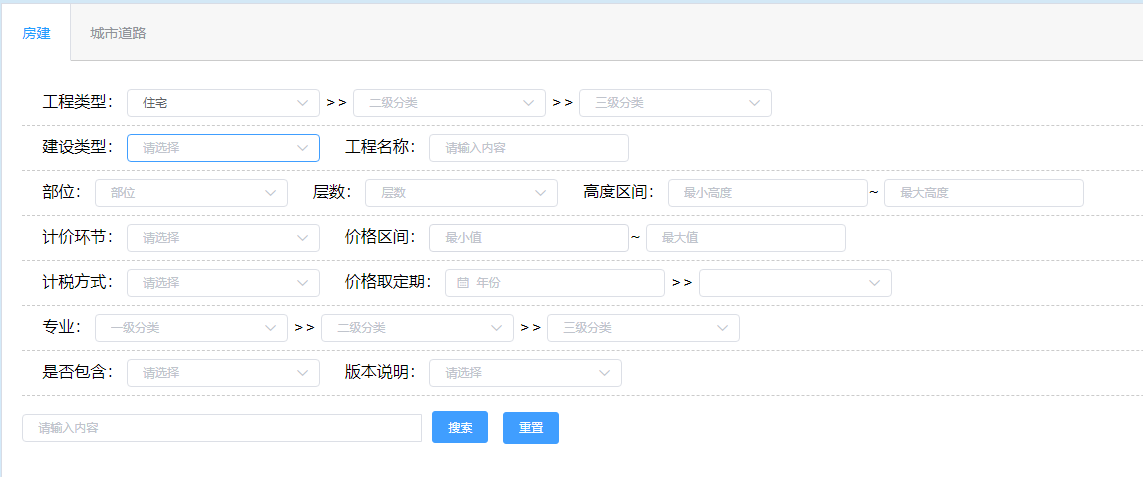 房建 城市道路
工程类型： 住宅 >> 二级分类 >> 三级分类
建设类型： 请选择 工程名称： 请输入内容
部位： 部位 层数： 层数 高度区间： 最小高度 ~ 最大高度
计价环节： 请选择 价格区间： 最小值 ~ 最大值
计税方式： 请选择 价格取定期： 年份 >>
专业： 一级分类 >> 二级分类 >> 三级分类
是否包含： 请选择 版本说明： 请选择
请输入内容 搜索 重置